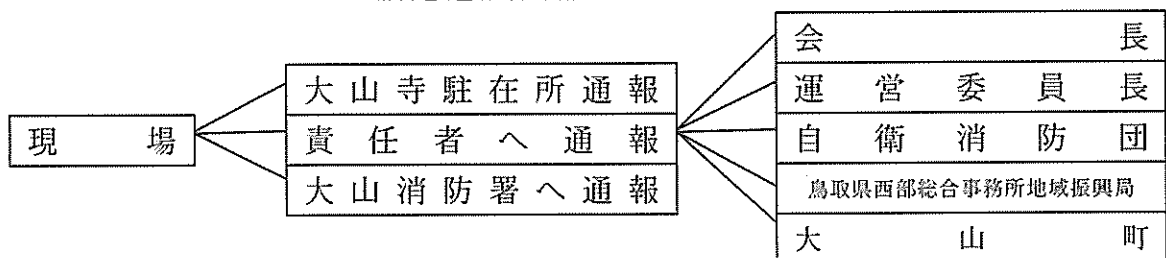 現場
大山寺駐在所通報
責任者へ通報
大山消防署へ通報
会長
運営委員長
自衛消防団
鳥取県西部総合事務所地域振興局
大山町